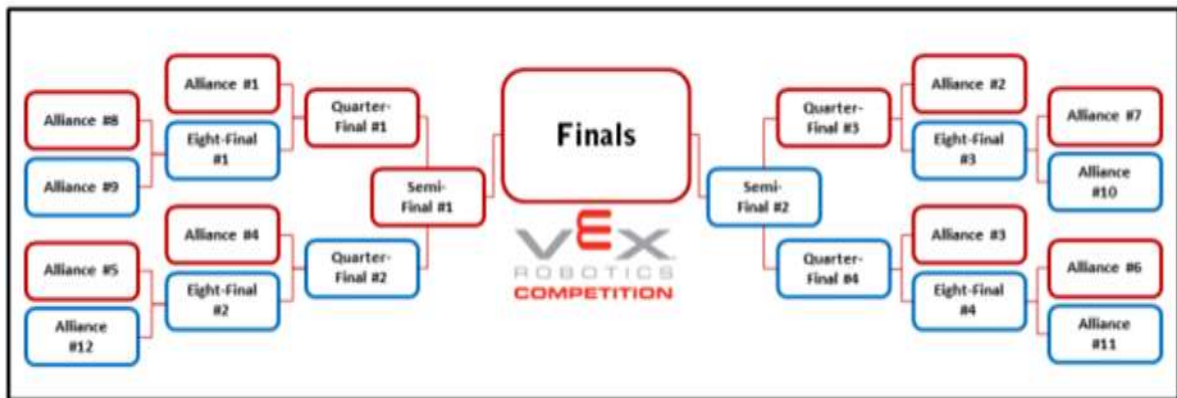 Alliance #1
Alliance #8
Quarter-
Final #1
Eight-Final
#1
Alliance #9
Semi-
Final #1
Alliance #4
Alliance #5
Quarter-
Final #2
Eight-Final
#2
Alliance
#12
Finals
VEX
ROBOTICS
COMPETITION
Alliance #2
Quarter-
Final #3
Alliance #7
Eight-Final
#3
Alliance
#10
Semi-
Final #2
Alliance #3
Quarter-
Final #4
Alliance #6
Eight-Final
#4
Alliance
#11